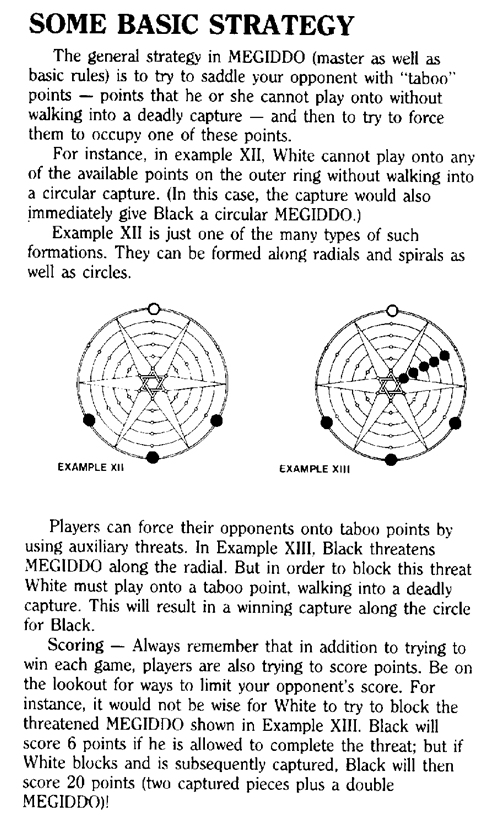 SOME BASIC STRATEGY
The general strategy in MEGIDDO (master as well as
basic rules) is to try to saddle your opponent with "taboo"
points — points that he or she cannot play onto without
walking into a deadly capture — and then to try to force
them to occupy one of these points.
For instance, in example XII, White cannot play onto any
of the available points on the outer ring without walking into
a circular capture. (In this case, the capture would also
immediately give Black a circular MEGIDDO.)
Example XII is just one of the many types of such
formations. They can be formed along radials and spirals as
well as circles.
EXAMPLE XII
EXAMPLE XIII
Players can force their opponents onto taboo points by
using auxiliary threats. In Example XIII, Black threatens
MEGIDDO along the radial. But in order to block this threat
White must play onto a taboo point, walking into a deadly
capture. This will result in a winning capture along the circle
for Black.
Scoring — Always remember that in addition to trying to
win each game, players are also trying to score points. Be on
the lookout for ways to limit your opponent's score. For
instance, it would not be wise for White to try to block the
threatened MEGIDDO shown in Example XIII. Black will
score 6 points if he is allowed to complete the threat; but if
White blocks and is subsequently captured, Black will then
score 20 points (two captured pieces plus a double
MEGIDDO)!